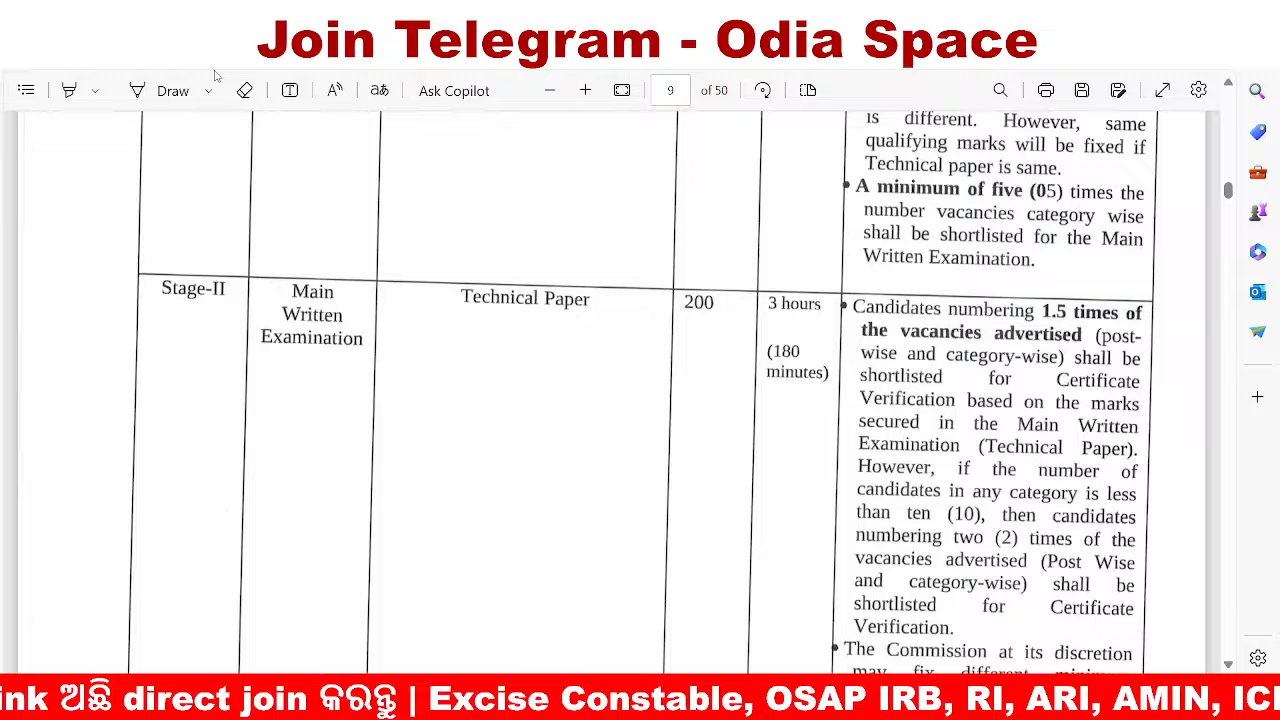 Join Telegram - Odia Space
Draw
Ask Copilot
9
of 50
is different. However, same
qualifying marks will be fixed if
Technical paper is same.
A minimum of five (05) times the
number vacancies category wise
shall be shortlisted for the Main
Written Examination.
Stage-II
Main
Written
Examination
Technical Paper
200
3 hours
(180
minutes)
Candidates numbering 1.5 times of
the vacancies advertised (post-
wise and category-wise) shall be
shortlisted for Certificate
Verification based on the marks
secured in the Main Written
Examination (Technical Paper).
However, if the number of
candidates in any category is less
than ten (10), then candidates
numbering two (2) times of the
vacancies advertised (Post Wise
and category-wise) shall be
shortlisted for Certificate
Verification.
The Commission at its discretion
may fix different
ink ଅଛି direct join କରନ୍ତୁ | Excise Constable, OSAP IRB, RI, ARI, AMIN, ICI